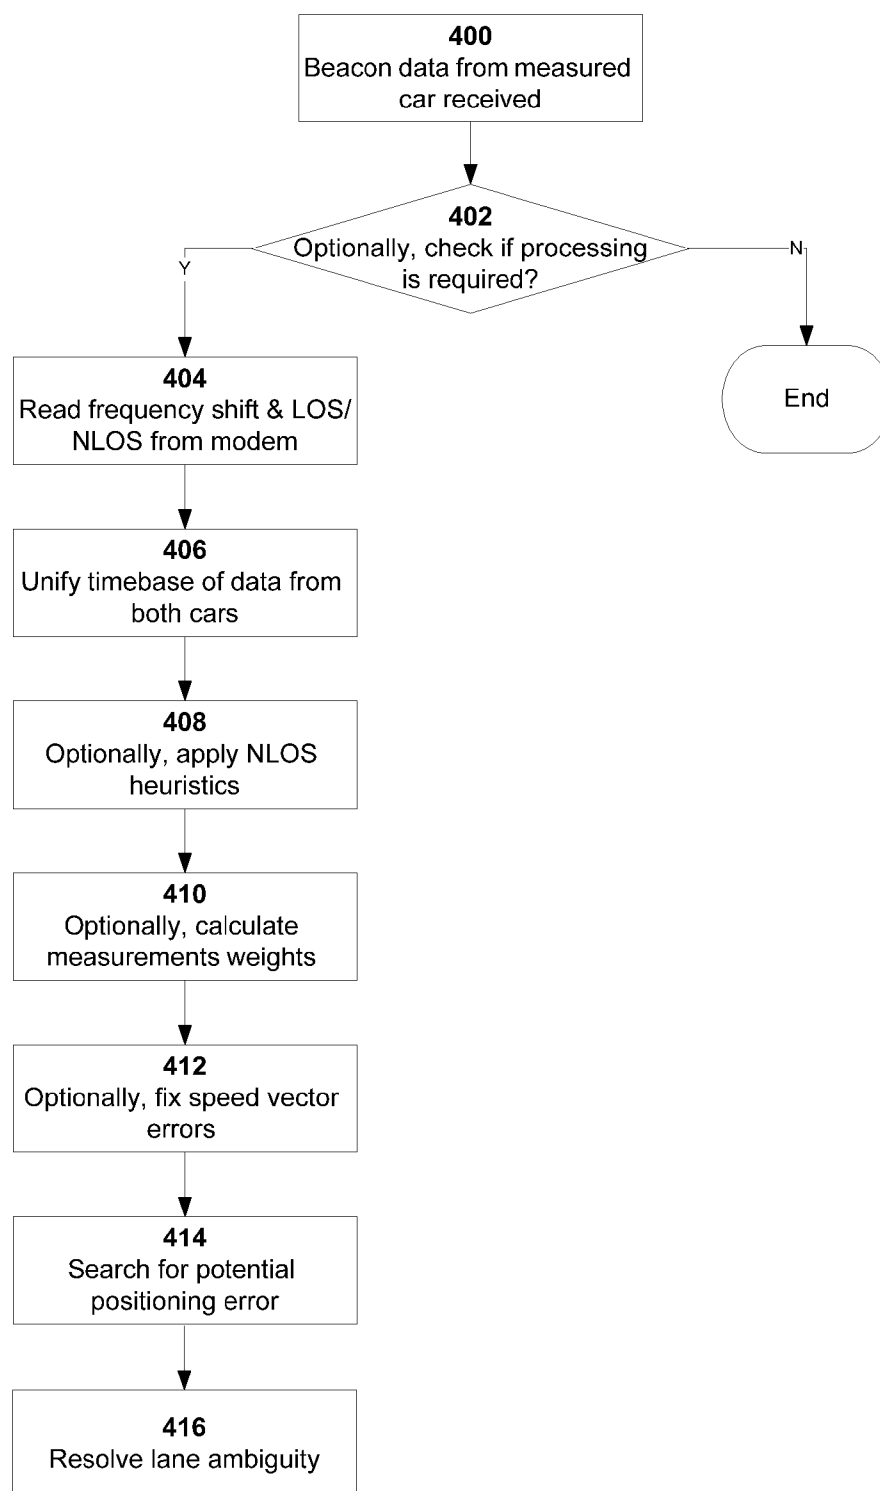 400
Beacon data from measured
car received
402
Optionally, check if processing
is required?
Y
N
404
Read frequency shift & LOS/
NLOS from modem
End
406
Unify timebase of data from
both cars
408
Optionally, apply NLOS
heuristics
410
Optionally, calculate
measurements weights
412
Optionally, fix speed vector
errors
414
Search for potential
positioning error
416
Resolve lane ambiguity